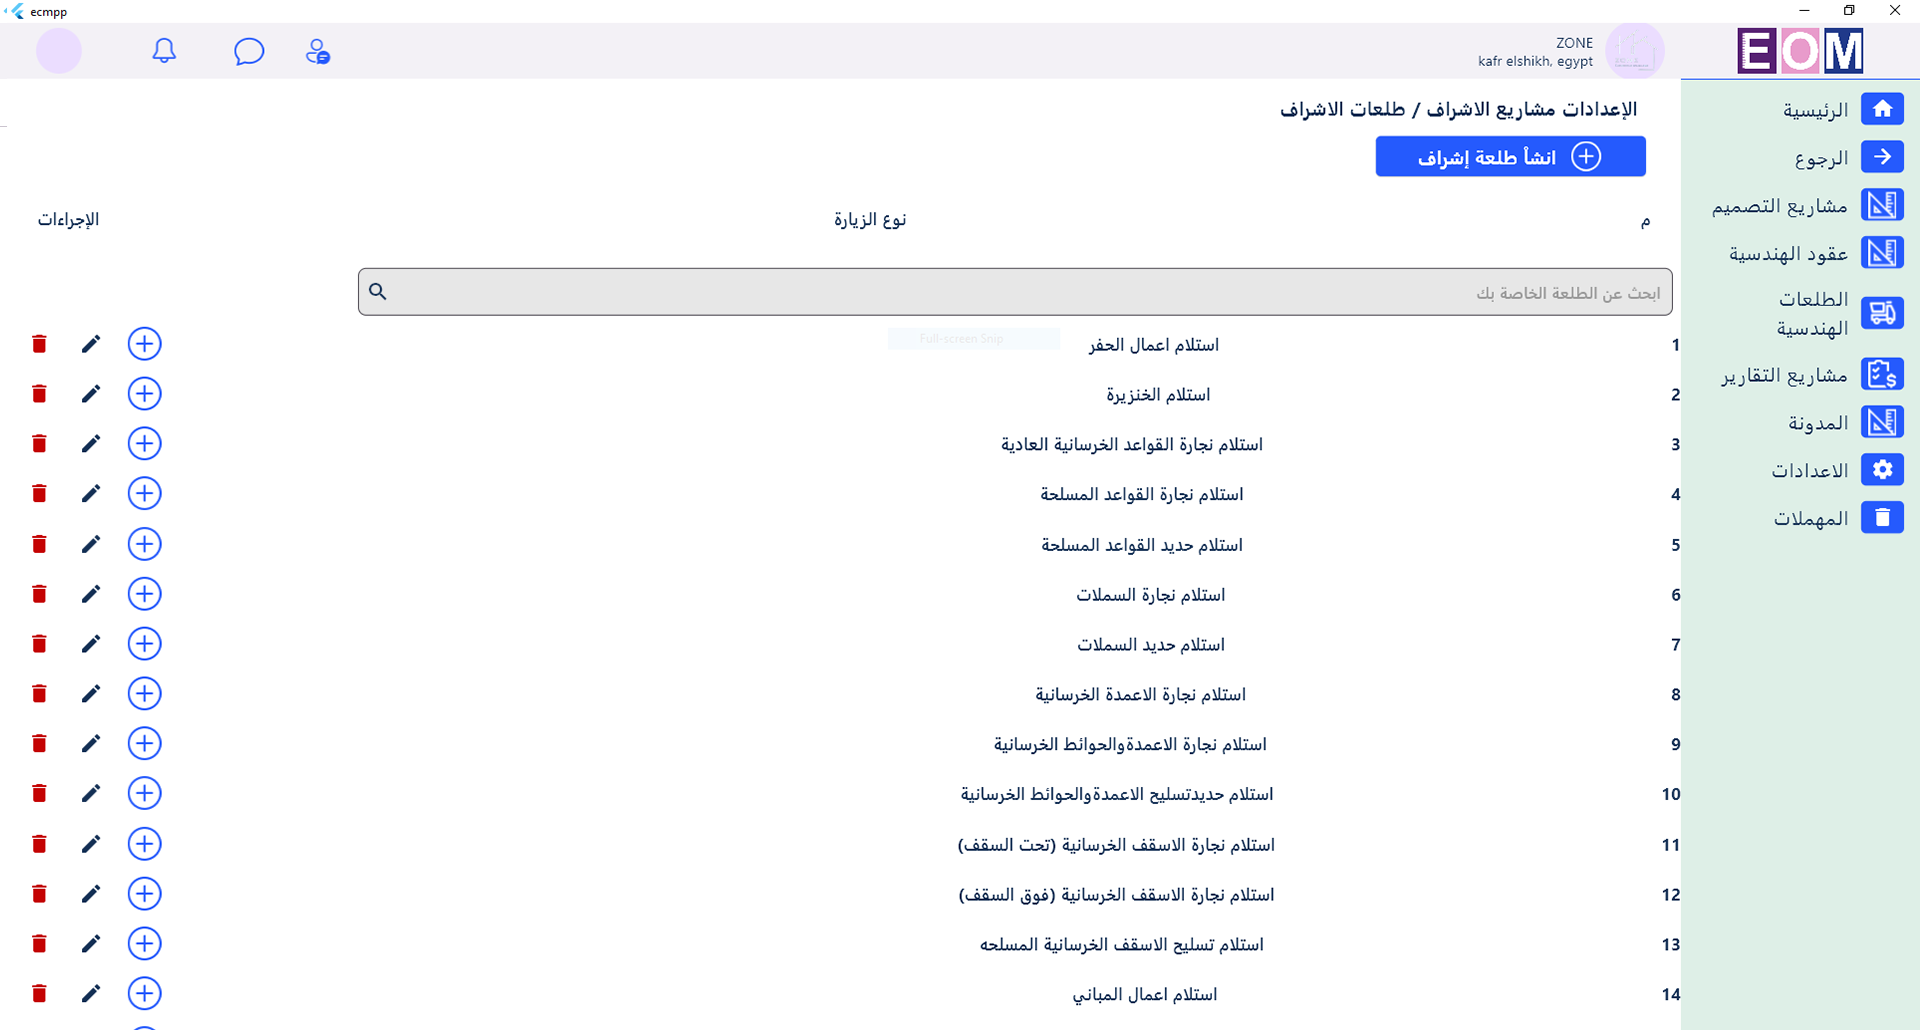 ecmpp
ZONE
kafr elshikh, egypt
EOM
الرئيسية
الرجوع
مشاريع التصميم
عقود الهندسية
الطلعات
الهندسية
مشاريع التقارير
المدونة
الاعدادات
المهملات
الإعدادات مشاريع الاشراف / طلعات الاشراف
انشأ طلعة إشراف
م نوع الزيارة الإجراءات
ابحث عن الطلعة الخاصة بك
Full-screen Snip
1 استلام اعمال الحفر
2 استلام الخنزيرة
3 استلام نجارة القواعد الخرسانية العادية
4 استلام نجارة القواعد المسلحة
5 استلام حديد القواعد المسلحة
6 استلام نجارة السملات
7 استلام حديد السملات
8 استلام نجارة الاعمدة الخرسانية
9 استلام نجارة الاعمدةوالحوائط الخرسانية
10 استلام حديدتسليح الاعمدةوالحوائط الخرسانية
11 استلام نجارة الاسقف الخرسانية (تحت السقف)
12 استلام نجارة الاسقف الخرسانية (فوق السقف)
13 استلام تسليح الاسقف الخرسانية المسلحه
14 استلام اعمال المباني